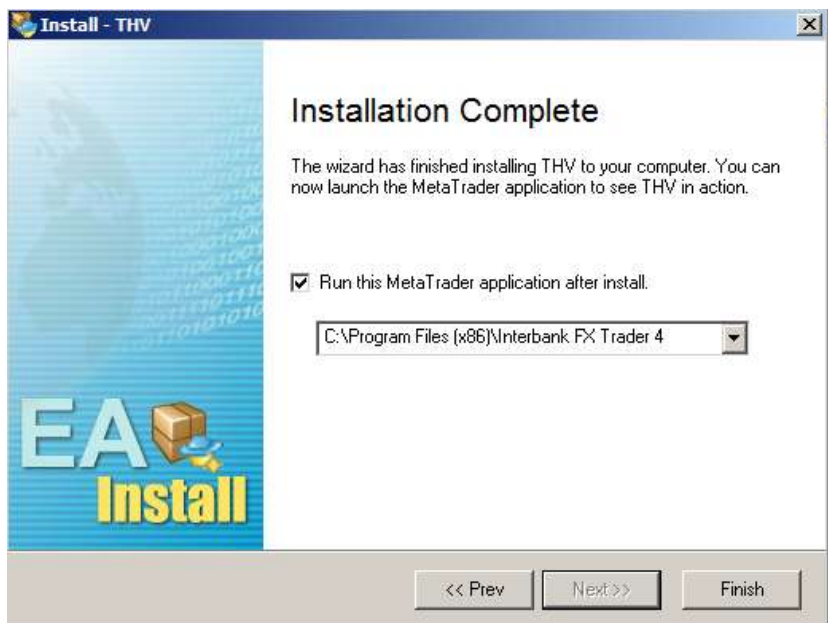 Install - THV
Installation Complete
The wizard has finished installing THV to your computer. You can
now launch the MetaTrader application to see THV in action.
Run this MetaTrader application after install.
C:\Program Files (x86)\Interbank FX Trader 4
EA
Install
<< Prev
Next >>
Finish